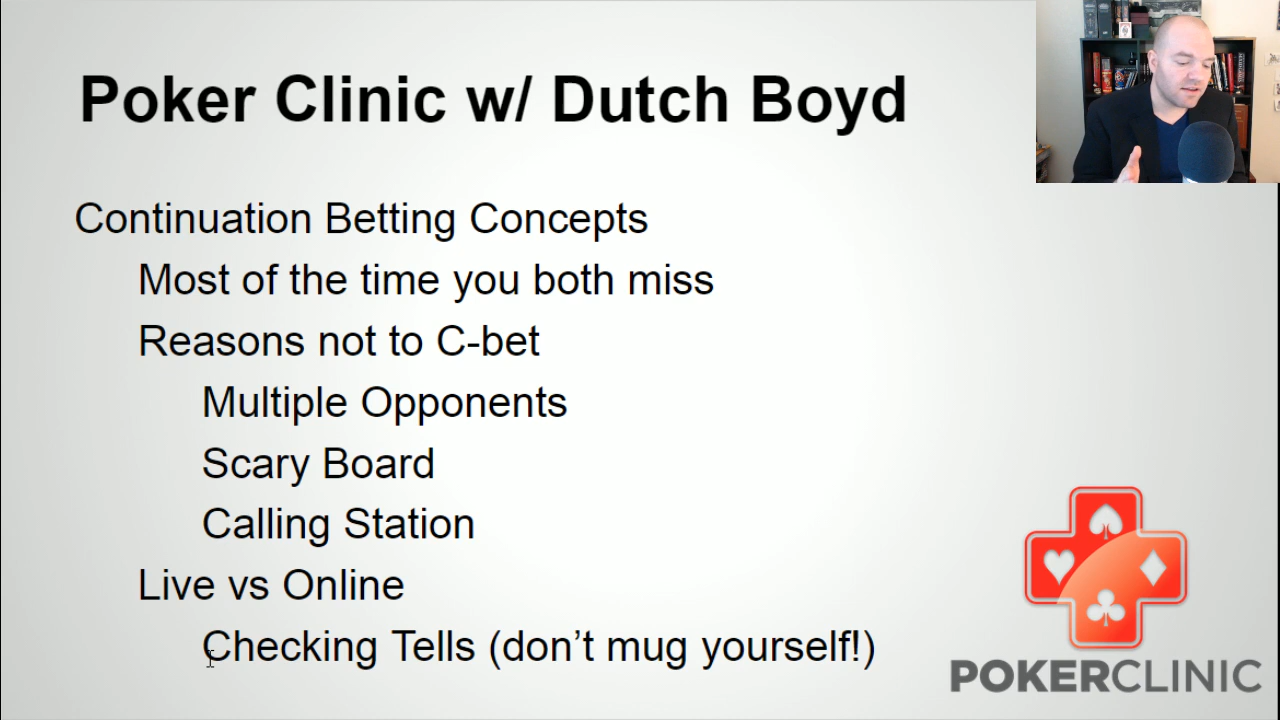 Poker Clinic w/ Dutch Boyd
Continuation Betting Concepts
Most of the time you both miss
Reasons not to C-bet
Multiple Opponents
Scary Board
Calling Station
Live vs Online
Checking Tells (don’t mug yourself!)
POKERCLINIC